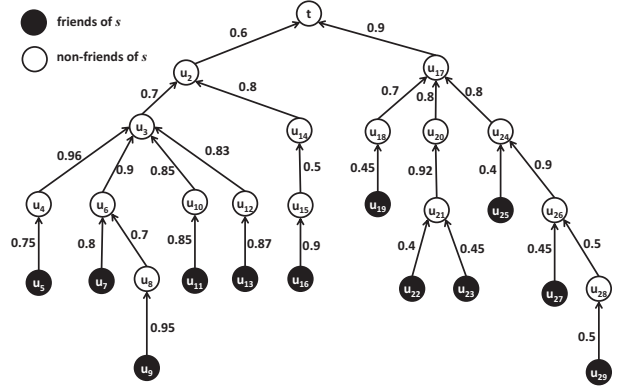 friends of s
non-friends of s
t
0.6
0.9
u2
u17
0.7
0.8
0.7
0.8
0.8
u3
u14
u18
u20
u24
0.96
0.9
0.85
0.83
0.5
0.45
0.92
0.4
0.9
u4
u6
u10
u12
u15
u19
u21
u25
u26
0.75
0.8
0.7
0.85
0.87
0.9
0.4
0.45
0.45
0.5
u5
u7
u8
u11
u13
u16
u22
u23
u27
u28
0.95
0.5
u9
u29